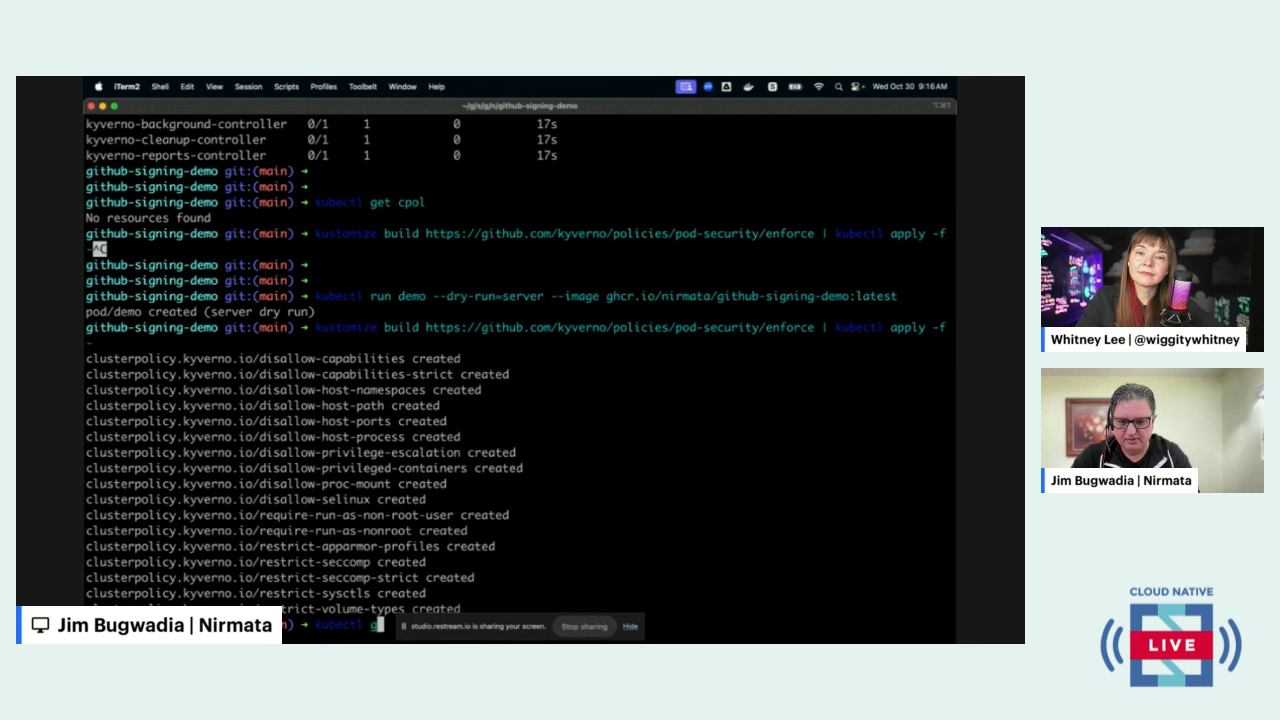 iTerm2 Shell Edit View Session Scripts Profiles Toolbelt Window Help Wed Oct 30 9:16 AM
~/g/s/g/n/github-signing-demo
kyverno-background-controller 0/1 1 0 17s
kyverno-cleanup-controller 0/1 1 0 17s
kyverno-reports-controller 0/1 1 0 17s
github-signing-demo git:(main) →
github-signing-demo git:(main) →
github-signing-demo git:(main) → kubectl get cpol
No resources found
github-signing-demo git:(main) → kustomize build https://github.com/kyverno/policies/pod-security/enforce | kubectl apply -f
-^C
github-signing-demo git:(main) →
github-signing-demo git:(main) →
github-signing-demo git:(main) → kubectl run demo --dry-run=server --image ghcr.io/nirmata/github-signing-demo:latest
pod/demo created (server dry run)
github-signing-demo git:(main) → kustomize build https://github.com/kyverno/policies/pod-security/enforce | kubectl apply -f
-
clusterpolicy.kyverno.io/disallow-capabilities created
clusterpolicy.kyverno.io/disallow-capabilities-strict created
clusterpolicy.kyverno.io/disallow-host-namespaces created
clusterpolicy.kyverno.io/disallow-host-path created
clusterpolicy.kyverno.io/disallow-host-ports created
clusterpolicy.kyverno.io/disallow-host-process created
clusterpolicy.kyverno.io/disallow-privilege-escalation created
clusterpolicy.kyverno.io/disallow-privileged-containers created
clusterpolicy.kyverno.io/disallow-proc-mount created
clusterpolicy.kyverno.io/disallow-selinux created
clusterpolicy.kyverno.io/require-run-as-non-root-user created
clusterpolicy.kyverno.io/require-run-as-nonroot created
clusterpolicy.kyverno.io/restrict-apparmor-profiles created
clusterpolicy.kyverno.io/restrict-seccomp created
clusterpolicy.kyverno.io/restrict-seccomp-strict created
clusterpolicy.kyverno.io/restrict-sysctls created
trict-volume-types created
) → kubectl g
studio.restream.io is sharing your screen. Stop sharing Hide
Jim Bugwadia | Nirmata
Whitney Lee | @wiggitywhitney
Jim Bugwadia | Nirmata
CLOUD NATIVE
LIVE